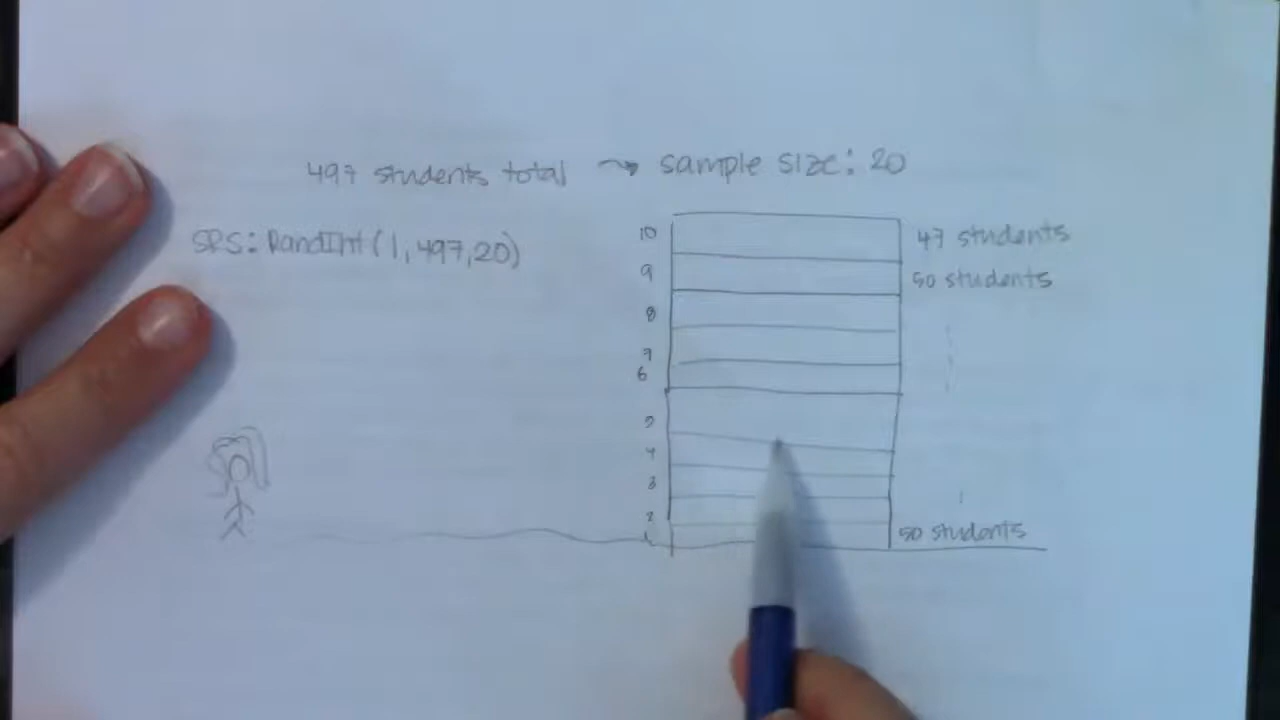 497 students total → sample size: 20
SRS: RandInt(1,497,20)
10 47 students
9 50 students
8
7
6
5
4
3
2
1 50 students